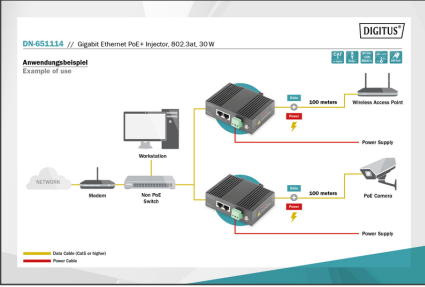 DIGITUS®
DN-651114 // Gigabit Ethernet PoE+ Injector, 802.3at, 30 W
Anwendungsbeispiel
Example of use
Data
100 meters
Wireless Access Point
Power
Power Supply
Workstation
NETWORK
Modem
Non PoE
Switch
Data
100 meters
PoE Camera
Power
Power Supply
Data Cable (Cat5 or higher)
Power Cable